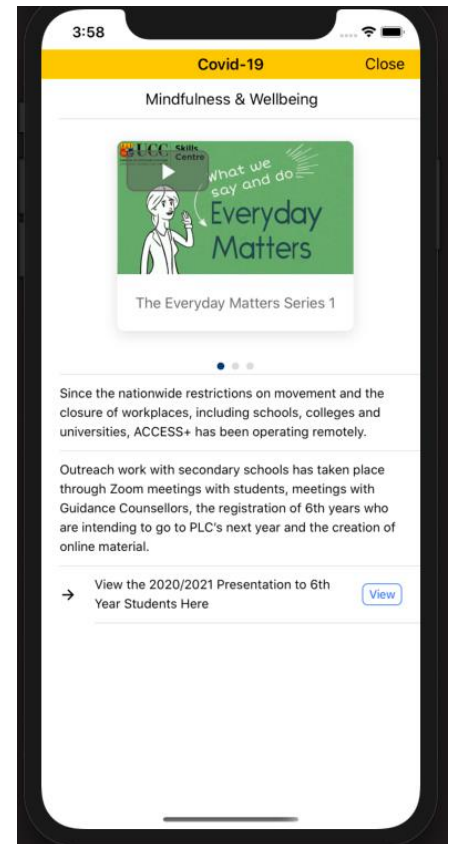 3:58
Covid-19
Close
Mindfulness & Wellbeing
UCC Skills
Centre
What we
say and do
Everyday
Matters
The Everyday Matters Series 1
Since the nationwide restrictions on movement and the
closure of workplaces, including schools, colleges and
universities, ACCESS+ has been operating remotely.
Outreach work with secondary schools has taken place
through Zoom meetings with students, meetings with
Guidance Counsellors, the registration of 6th years who
are intending to go to PLC's next year and the creation of
online material.
View the 2020/2021 Presentation to 6th
Year Students Here
View